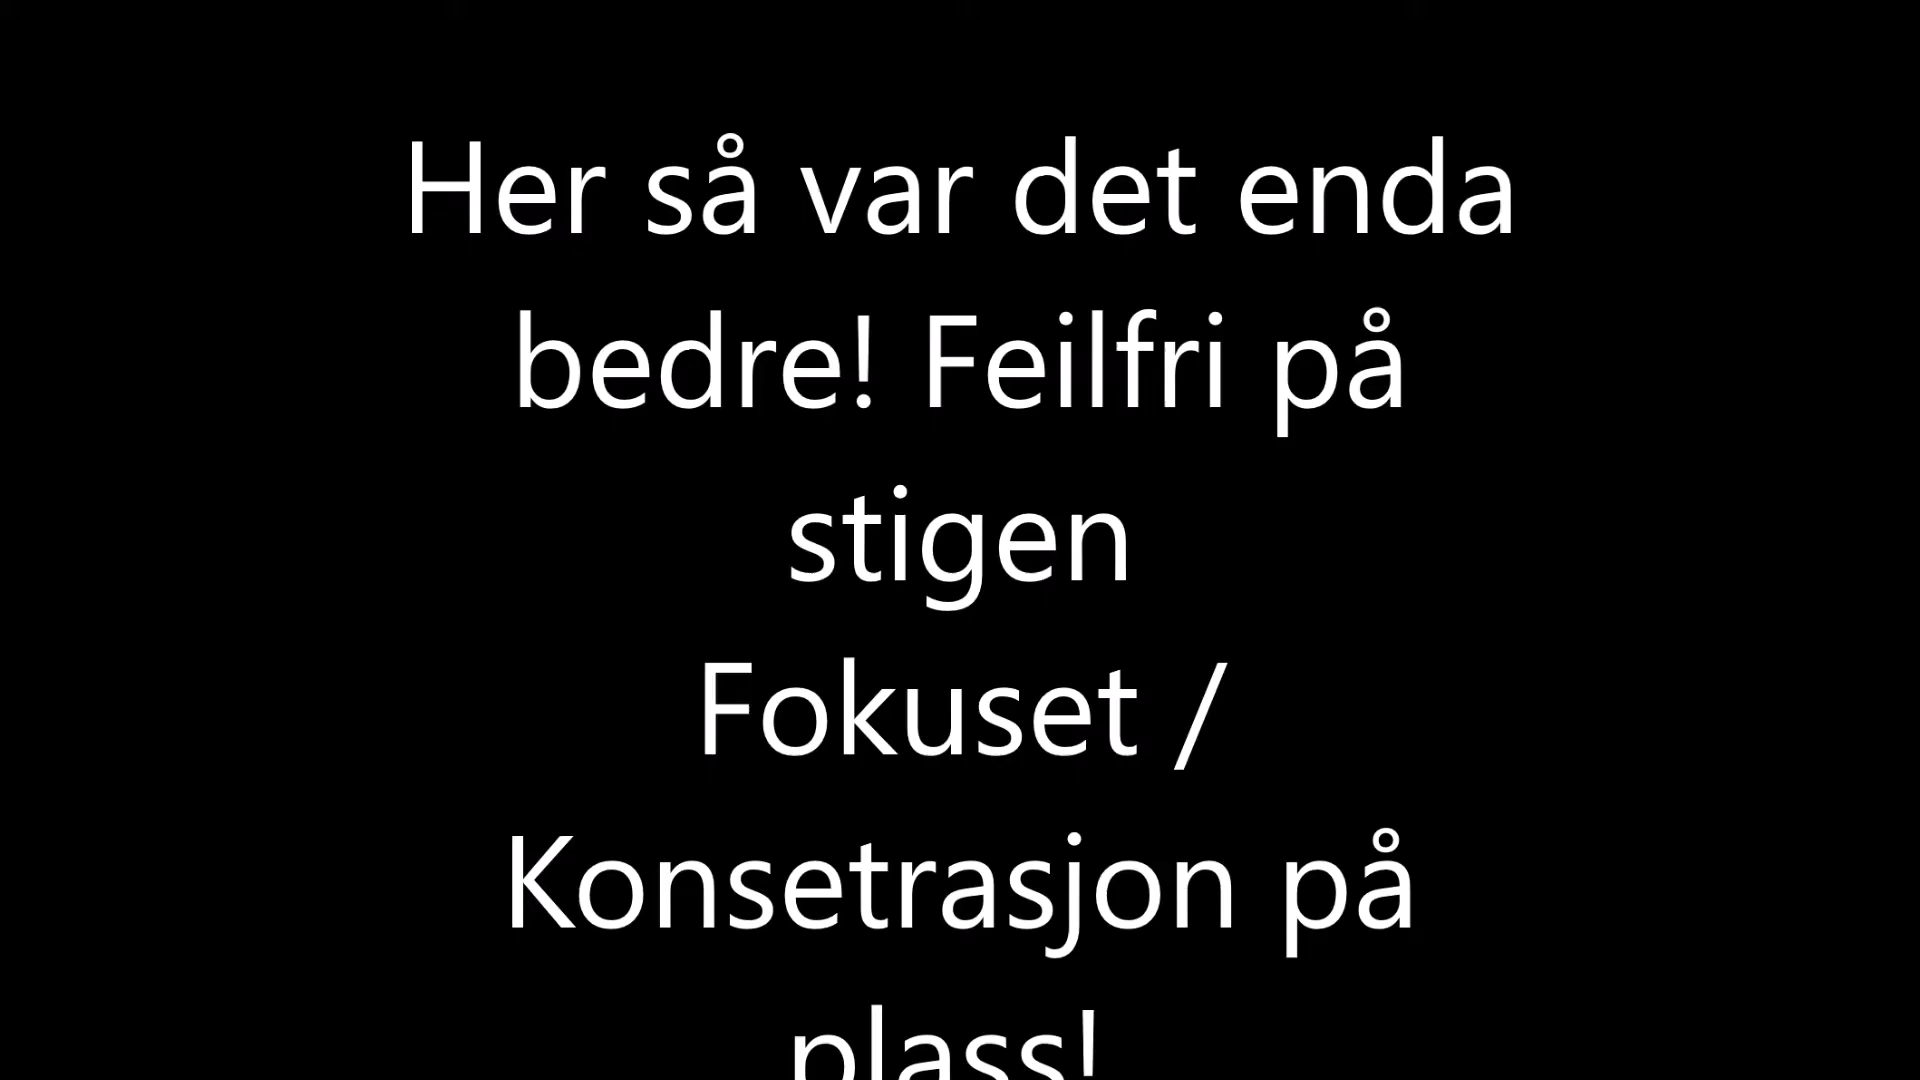 Her så var det enda
bedre! Feilfri på
stigen
Fokuset /
Konsetrasjon på
plass!